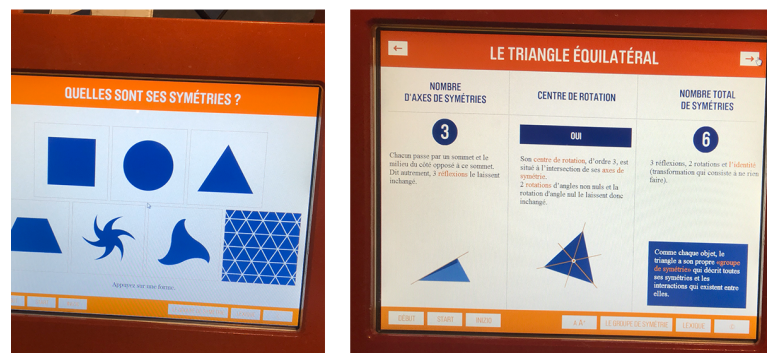 QUELLES SONT SES SYMÉTRIES ?
Appuyez sur une forme.
←
LE TRIANGLE ÉQUILATÉRAL
→
NOMBRE
D'AXES DE SYMÉTRIES
3
Chacun passe par un sommet et le
milieu du côté opposé à ce sommet.
Dit autrement, 3 réflexions le laissent
inchangé.
CENTRE DE ROTATION
OUI
Son centre de rotation, d'ordre 3, est
situé à l'intersection de ses axes de
symétrie.
2 rotations d'angles non nuls et la
rotation d'angle nul le laissent donc
inchangé.
NOMBRE TOTAL
DE SYMÉTRIES
6
3 réflexions, 2 rotations et l'identité
(transformation qui consiste à ne rien
faire).
Comme chaque objet, le
triangle a son propre «groupe
de symétrie» qui décrit toutes
ses symétries et les
interactions qui existent entre
elles.
DÉBUT
START
INIZIO
LE GROUPE DE SYMÉTRIE
LEXIQUE